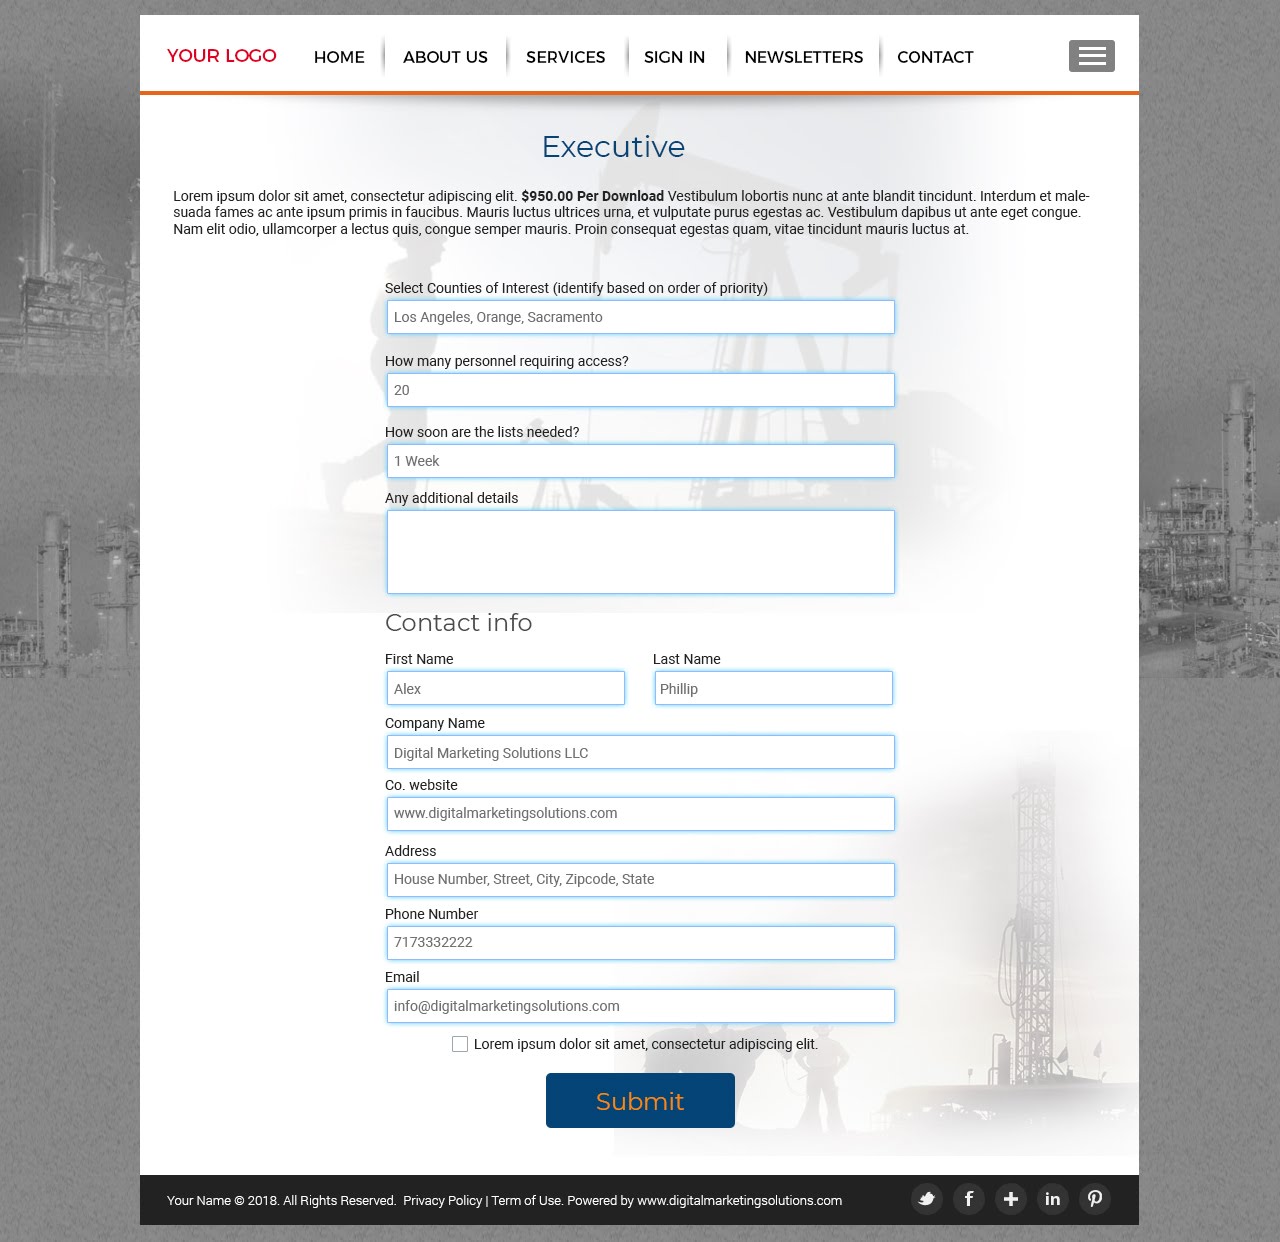 YOUR LOGO HOME ABOUT US SERVICES SIGN IN NEWSLETTERS CONTACT
Executive
Lorem ipsum dolor sit amet, consectetur adipiscing elit. $950.00 Per Download Vestibulum lobortis nunc at ante blandit tincidunt. Interdum et male-
suada fames ac ante ipsum primis in faucibus. Mauris luctus ultrices urna, et vulputate purus egestas ac. Vestibulum dapibus ut ante eget congue.
Nam elit odio, ullamcorper a lectus quis, congue semper mauris. Proin consequat egestas quam, vitae tincidunt mauris luctus at.
Select Counties of Interest (identify based on order of priority)
Los Angeles, Orange, Sacramento
How many personnel requiring access?
20
How soon are the lists needed?
1 Week
Any additional details
Contact info
First Name Last Name
Alex Phillip
Company Name
Digital Marketing Solutions LLC
Co. website
www.digitalmarketingsolutions.com
Address
House Number, Street, City, Zipcode, State
Phone Number
7173332222
Email
info@digitalmarketingsolutions.com
Lorem ipsum dolor sit amet, consectetur adipiscing elit.
Submit
Your Name © 2018. All Rights Reserved. Privacy Policy | Term of Use. Powered by www.digitalmarketingsolutions.com